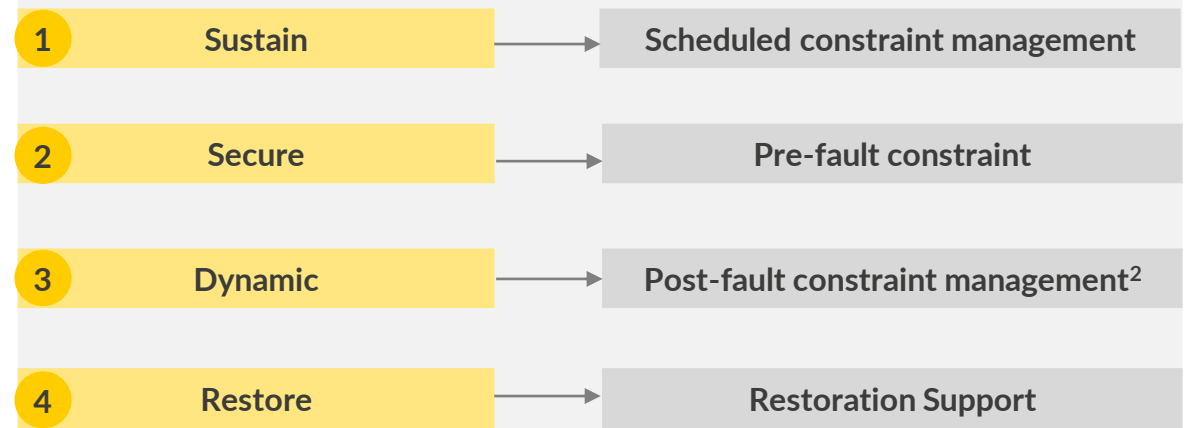 1 Sustain Scheduled constraint management
2 Secure Pre-fault constraint
3 Dynamic Post-fault constraint management²
4 Restore Restoration Support